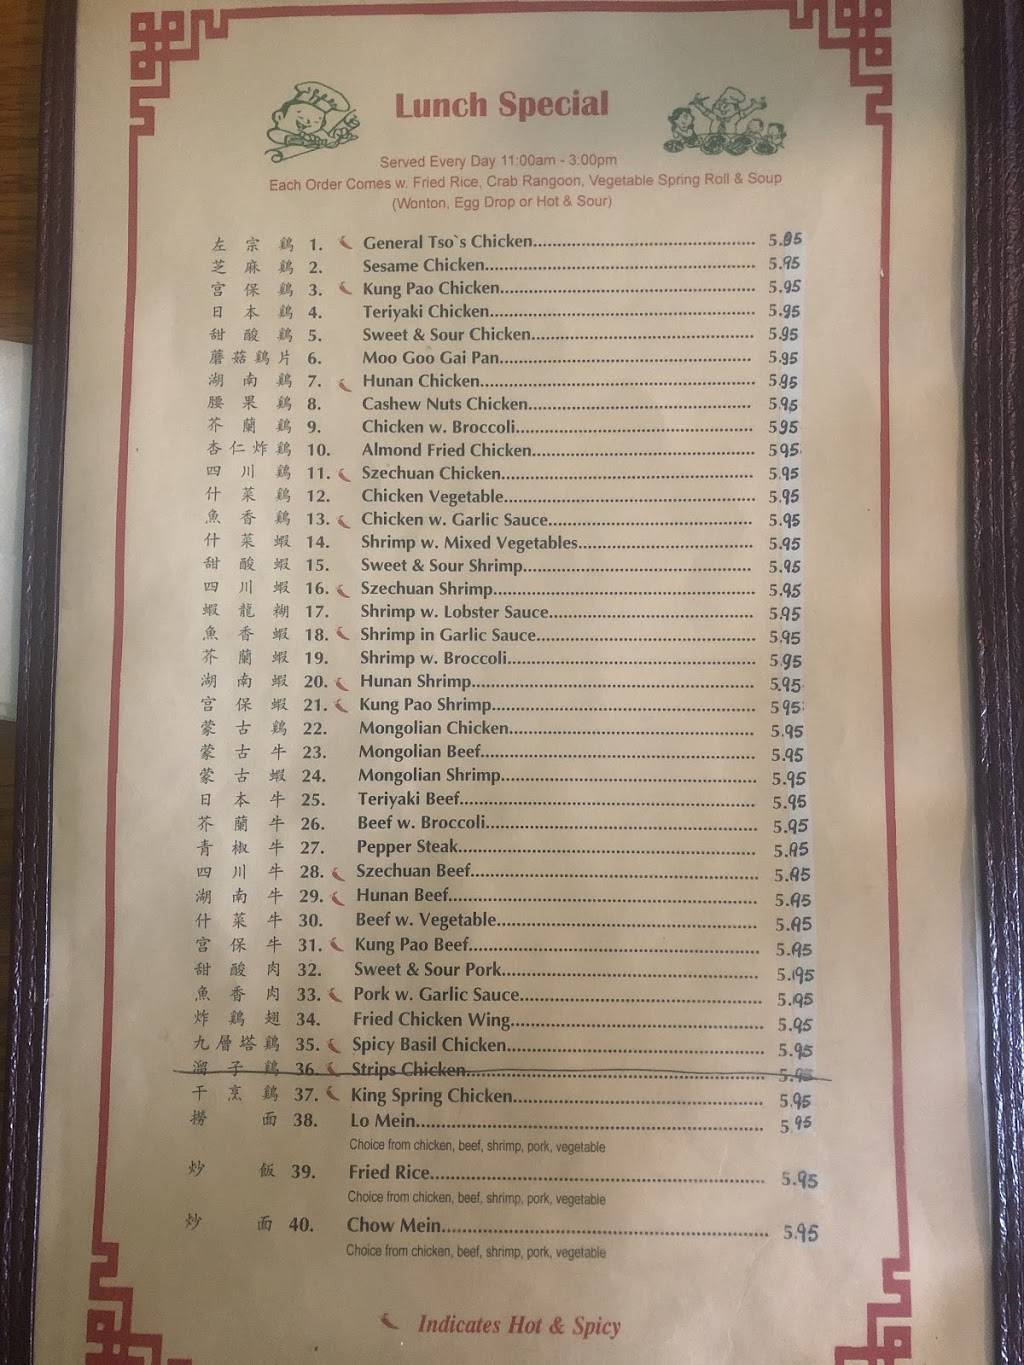 Lunch Special
Served Every Day 11:00am - 3:00pm
Each Order Comes w. Fried Rice, Crab Rangoon, Vegetable Spring Roll & Soup
(Wonton, Egg Drop or Hot & Sour)
左宗鷄 1. General Tso`s Chicken 5.95
芝麻鷄 2. Sesame Chicken 5.95
宫保鷄 3. Kung Pao Chicken 5.95
日本鷄 4. Teriyaki Chicken 5.95
甜酸鷄 5. Sweet & Sour Chicken 5.95
蘑菇鷄片 6. Moo Goo Gai Pan 5.95
湖南鷄 7. Hunan Chicken 5.95
腰果鷄 8. Cashew Nuts Chicken 5.95
芥蘭鷄 9. Chicken w. Broccoli 5.95
杏仁炸鷄 10. Almond Fried Chicken 5.95
四川鷄 11. Szechuan Chicken 5.95
什菜鷄 12. Chicken Vegetable 5.95
魚香鷄 13. Chicken w. Garlic Sauce 5.95
什菜蝦 14. Shrimp w. Mixed Vegetables 5.95
甜酸蝦 15. Sweet & Sour Shrimp 5.95
四川蝦 16. Szechuan Shrimp 5.95
蝦龍糊 17. Shrimp w. Lobster Sauce 5.95
魚香蝦 18. Shrimp in Garlic Sauce 5.95
芥蘭蝦 19. Shrimp w. Broccoli 5.95
湖南蝦 20. Hunan Shrimp 5.95
宫保蝦 21. Kung Pao Shrimp 5.95
蒙古鷄 22. Mongolian Chicken 5.95
蒙古牛 23. Mongolian Beef 5.95
蒙古蝦 24. Mongolian Shrimp 5.95
日本牛 25. Teriyaki Beef 5.95
芥蘭牛 26. Beef w. Broccoli 5.95
青椒牛 27. Pepper Steak 5.95
四川牛 28. Szechuan Beef 5.95
湖南牛 29. Hunan Beef 5.95
什菜牛 30. Beef w. Vegetable 5.95
宫保牛 31. Kung Pao Beef 5.95
甜酸肉 32. Sweet & Sour Pork 5.95
魚香肉 33. Pork w. Garlic Sauce 5.95
炸鷄翅 34. Fried Chicken Wing 5.95
九層塔鷄 35. Spicy Basil Chicken 5.95
溜子鷄 36. Strips Chicken 5.95
干烹鷄 37. King Spring Chicken 5.95
撈面 38. Lo Mein 5.95
Choice from chicken, beef, shrimp, pork, vegetable
炒飯 39. Fried Rice 5.95
Choice from chicken, beef, shrimp, pork, vegetable
炒面 40. Chow Mein 5.95
Choice from chicken, beef, shrimp, pork, vegetable
Indicates Hot & Spicy